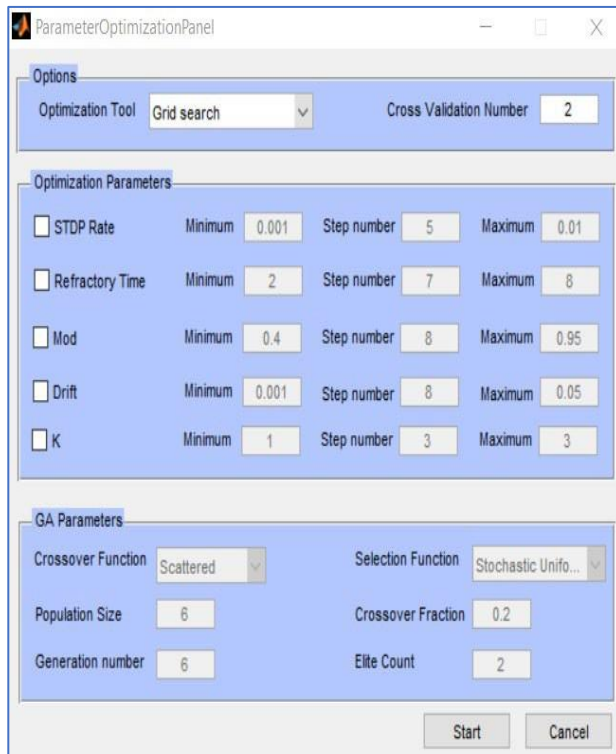 ParameterOptimizationPanel
Options
Optimization Tool Grid search Cross Validation Number 2
Optimization Parameters
STDP Rate Minimum 0.001 Step number 5 Maximum 0.01
Refractory Time Minimum 2 Step number 7 Maximum 8
Mod Minimum 0.4 Step number 8 Maximum 0.95
Drift Minimum 0.001 Step number 8 Maximum 0.05
K Minimum 1 Step number 3 Maximum 3
GA Parameters
Crossover Function Scattered Selection Function Stochastic Unifo...
Population Size 6 Crossover Fraction 0.2
Generation number 6 Elite Count 2
Start Cancel